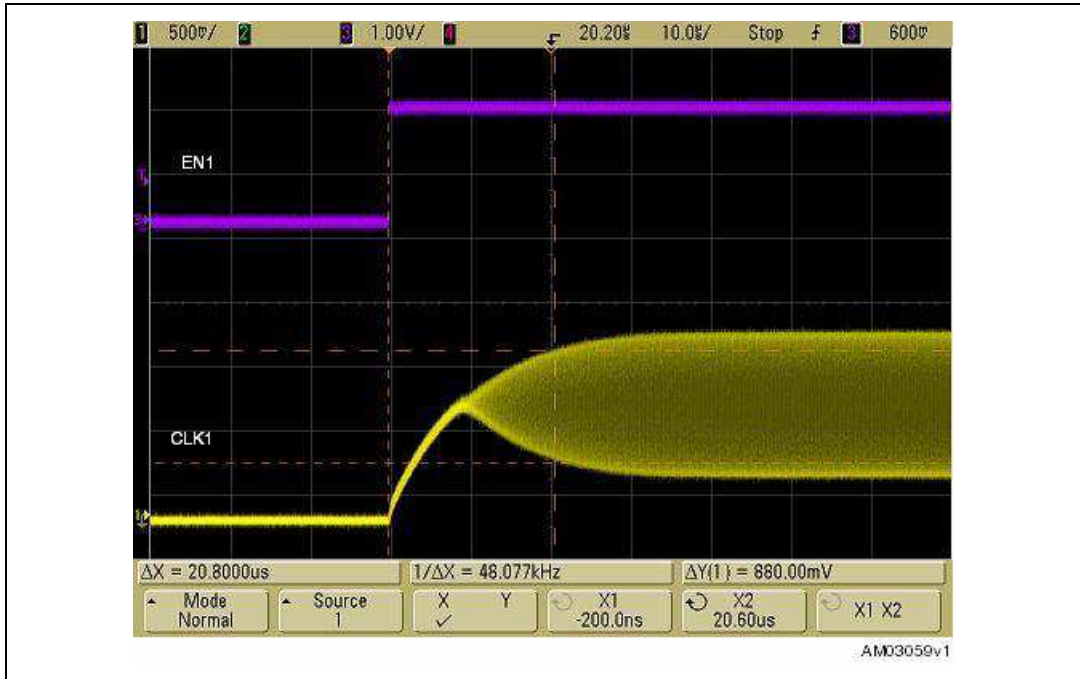 1 500mV/ 2 3 1.00V/ 4 20.20us 10.0us/ Stop 3 600mV
EN1
CLK1
ΔX = 20.8000us 1/ΔX = 48.077kHz ΔY(1) = 880.00mV
Mode Source X Y X1 X2 X1 X2
Normal 1 ✓ -200.0ns 20.60us
AM03059v1